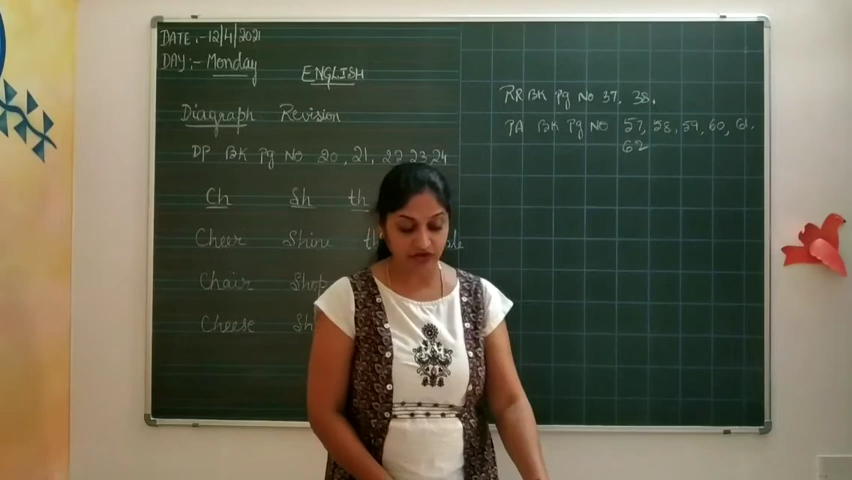 DATE :- 12/4/2021
DAY :- Monday
ENGLISH
Diagraph Revision
DP BK Pg NO 20, 21, 22, 23, 24
Ch Sh th
Cheer Shine
Chair Shop
Cheese Sh
RR BK Pg No 37, 38.
PA BK Pg NO 57, 58, 59, 60, 61,
62